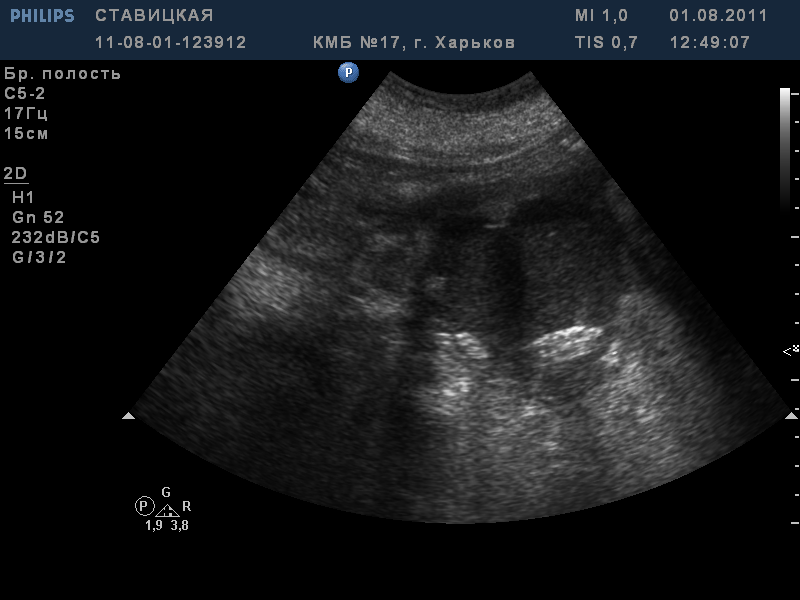 PHILIPS СТАВИЦКАЯ MI 1,0 01.08.2011
11-08-01-123912 КМБ №17, г. Харьков TIS 0,7 12:49:07
Бр. полость
C5-2
17Гц
15см
P
2D
H1
Gn 52
232dB/C5
G/3/2
G
P R
1,9 3,8